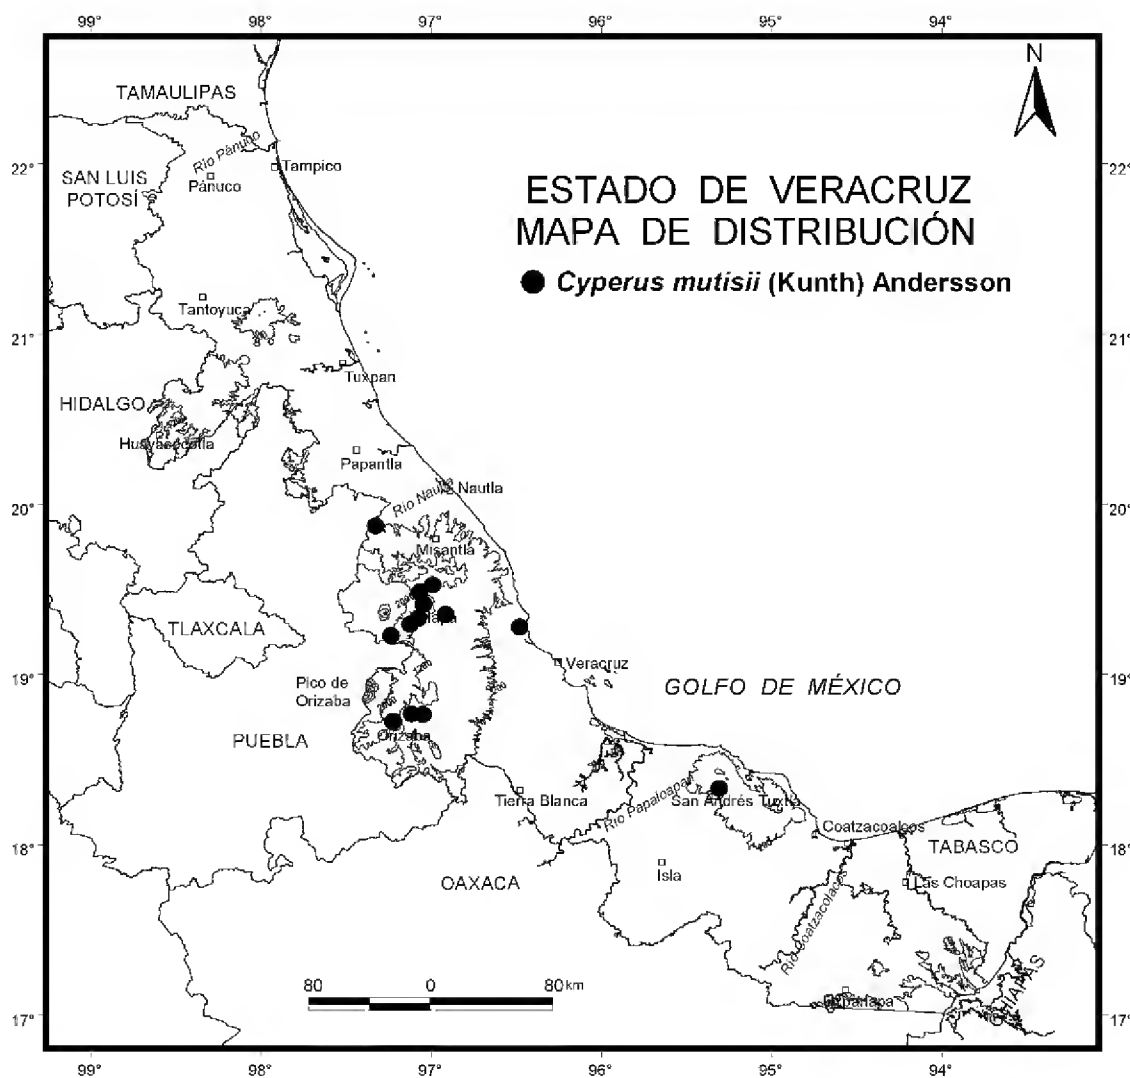 99° 98° 97° 96° 95° 94°
N
TAMAULIPAS
Río Pánuco
22° Tampico 22°
SAN LUIS
POTOSÍ
Pánuco
ESTADO DE VERACRUZ
MAPA DE DISTRIBUCIÓN
Cyperus mutisii (Kunth) Andersson
Tantoyuca
21° 21°
Tuxpan
HIDALGO
Huayacocotla
Papantla
Río Nautla Nautla
20° 20°
Misantla
2000
TLAXCALA
Veracruz
19° 19°
Pico de
Orizaba
GOLFO DE MÉXICO
PUEBLA
Orizaba
Tierra Blanca
Río Papaloapan
San Andrés Tuxtla
Coatzacoalcos
18° TABASCO 18°
Isla
OAXACA
Las Choapas
Río Coatzacoalcos
CHIAPAS
80 0 80 km
17° 17°
99° 98° 97° 96° 95° 94°